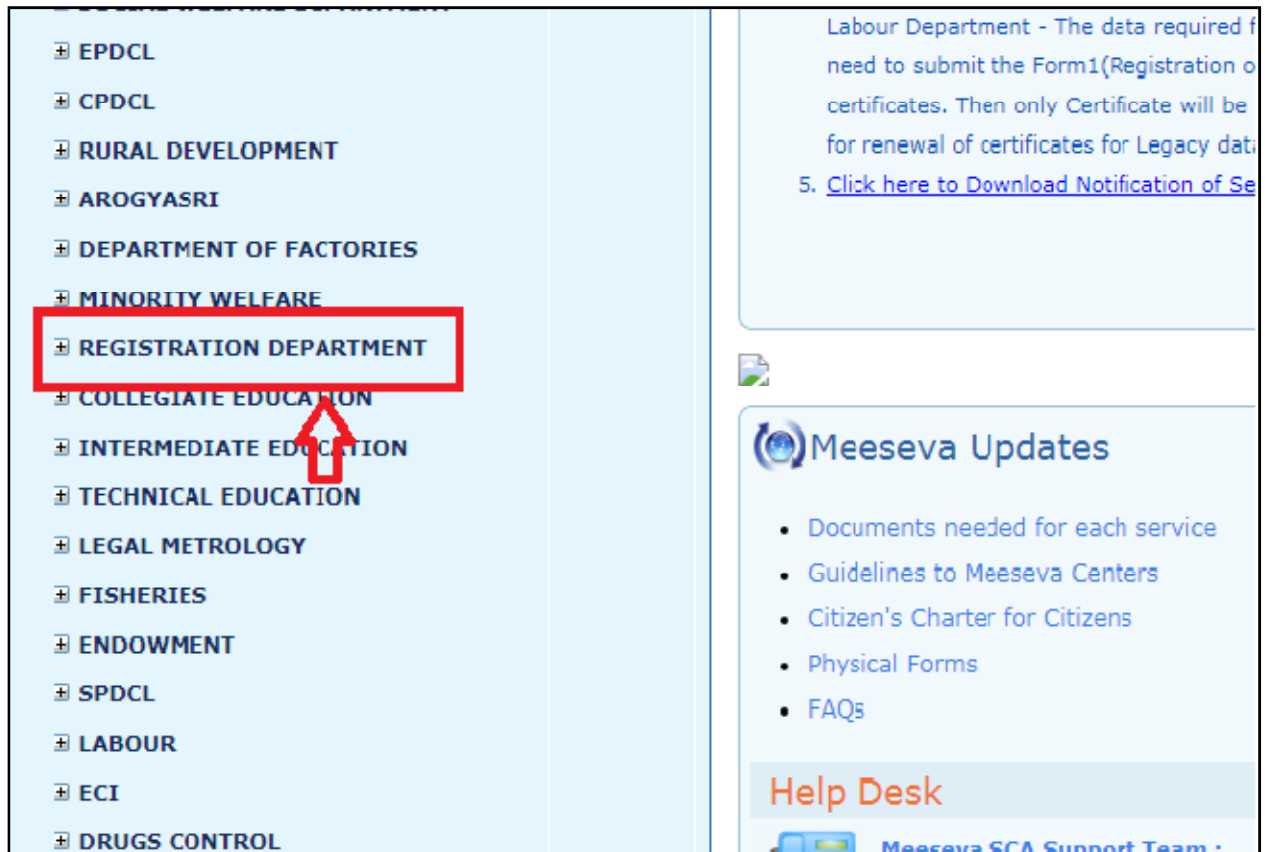 EPDCL
CPDCL
RURAL DEVELOPMENT
AROGYASRI
DEPARTMENT OF FACTORIES
MINORITY WELFARE
REGISTRATION DEPARTMENT
COLLEGIATE EDUCATION
INTERMEDIATE EDUCATION
TECHNICAL EDUCATION
LEGAL METROLOGY
FISHERIES
ENDOWMENT
SPDCL
LABOUR
ECI
DRUGS CONTROL
Labour Department - The data required
need to submit the Form1(Registration
certificates. Then only Certificate will be
for renewal of certificates for Legacy
5. Click here to Download Notification of
Meeseva Updates
Documents needed for each service
Guidelines to Meeseva Centers
Citizen's Charter for Citizens
Physical Forms
FAQs
Help Desk
Meeseva SCA Support Team :